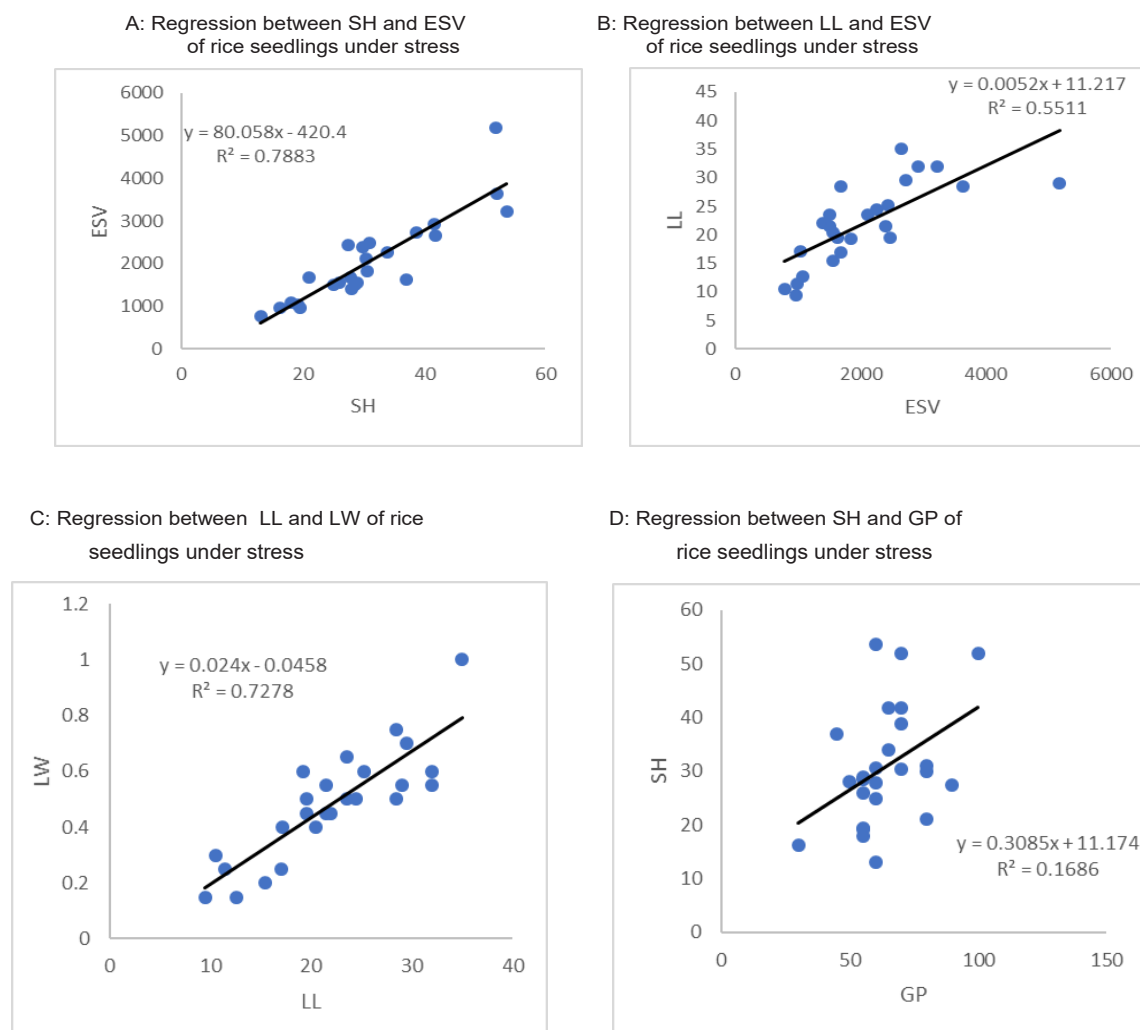 A: Regression between SH and ESV
of rice seedlings under stress
6000
5000
4000
3000
2000
1000
0
ESV
y = 80.058x - 420.4
R² = 0.7883
0 20 40 60
SH
B: Regression between LL and ESV
of rice seedlings under stress
45
40
35
30
25
20
15
10
5
0
LL
y = 0.0052x + 11.217
R² = 0.5511
0 2000 4000 6000
ESV
C: Regression between LL and LW of rice
seedlings under stress
1.2
1
0.8
0.6
0.4
0.2
0
LW
y = 0.024x - 0.0458
R² = 0.7278
0 10 20 30 40
LL
D: Regression between SH and GP of
rice seedlings under stress
60
50
40
30
20
10
0
SH
y = 0.3085x + 11.174
R² = 0.1686
0 50 100 150
GP